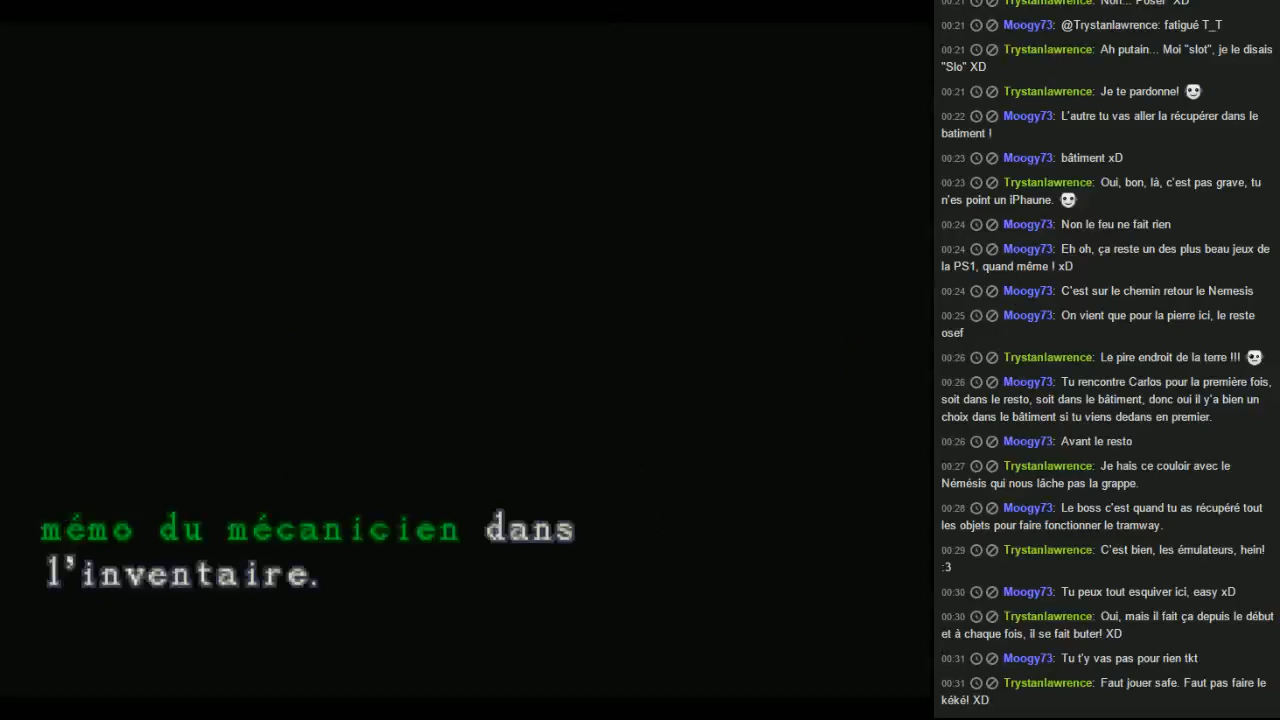 mémo du mécanicien dans
l'inventaire.
00:21 Trystanlawrence: Non... "Poser" XD
00:21 Moogy73: @Trystanlawrence: fatigué T_T
00:21 Trystanlawrence: Ah putain... Moi "slot", je le disais
"Slo" XD
00:21 Trystanlawrence: Je te pardonne!
00:22 Moogy73: L'autre tu vas aller la récupérer dans le
batiment !
00:23 Moogy73: bâtiment xD
00:23 Trystanlawrence: Oui, bon, là, c'est pas grave, tu
n'es point un iPhaune.
00:24 Moogy73: Non le feu ne fait rien
00:24 Moogy73: Eh oh, ça reste un des plus beau jeux de
la PS1, quand même ! xD
00:24 Moogy73: C'est sur le chemin retour le Nemesis
00:25 Moogy73: On vient que pour la pierre ici, le reste
osef
00:26 Trystanlawrence: Le pire endroit de la terre !!!
00:26 Moogy73: Tu rencontre Carlos pour la première fois,
soit dans le resto, soit dans le bâtiment, donc oui il y'a bien un
choix dans le bâtiment si tu viens dedans en premier.
00:26 Moogy73: Avant le resto
00:27 Trystanlawrence: Je hais ce couloir avec le
Némésis qui nous lâche pas la grappe.
00:28 Moogy73: Le boss c'est quand tu as récupéré tout
les objets pour faire fonctionner le tramway.
00:29 Trystanlawrence: C'est bien, les émulateurs, hein!
:3
00:30 Moogy73: Tu peux tout esquiver ici, easy xD
00:30 Trystanlawrence: Oui, mais il fait ça depuis le début
et à chaque fois, il se fait buter! XD
00:31 Moogy73: Tu t'y vas pas pour rien tkt
00:31 Trystanlawrence: Faut jouer safe. Faut pas faire le
kéké! XD